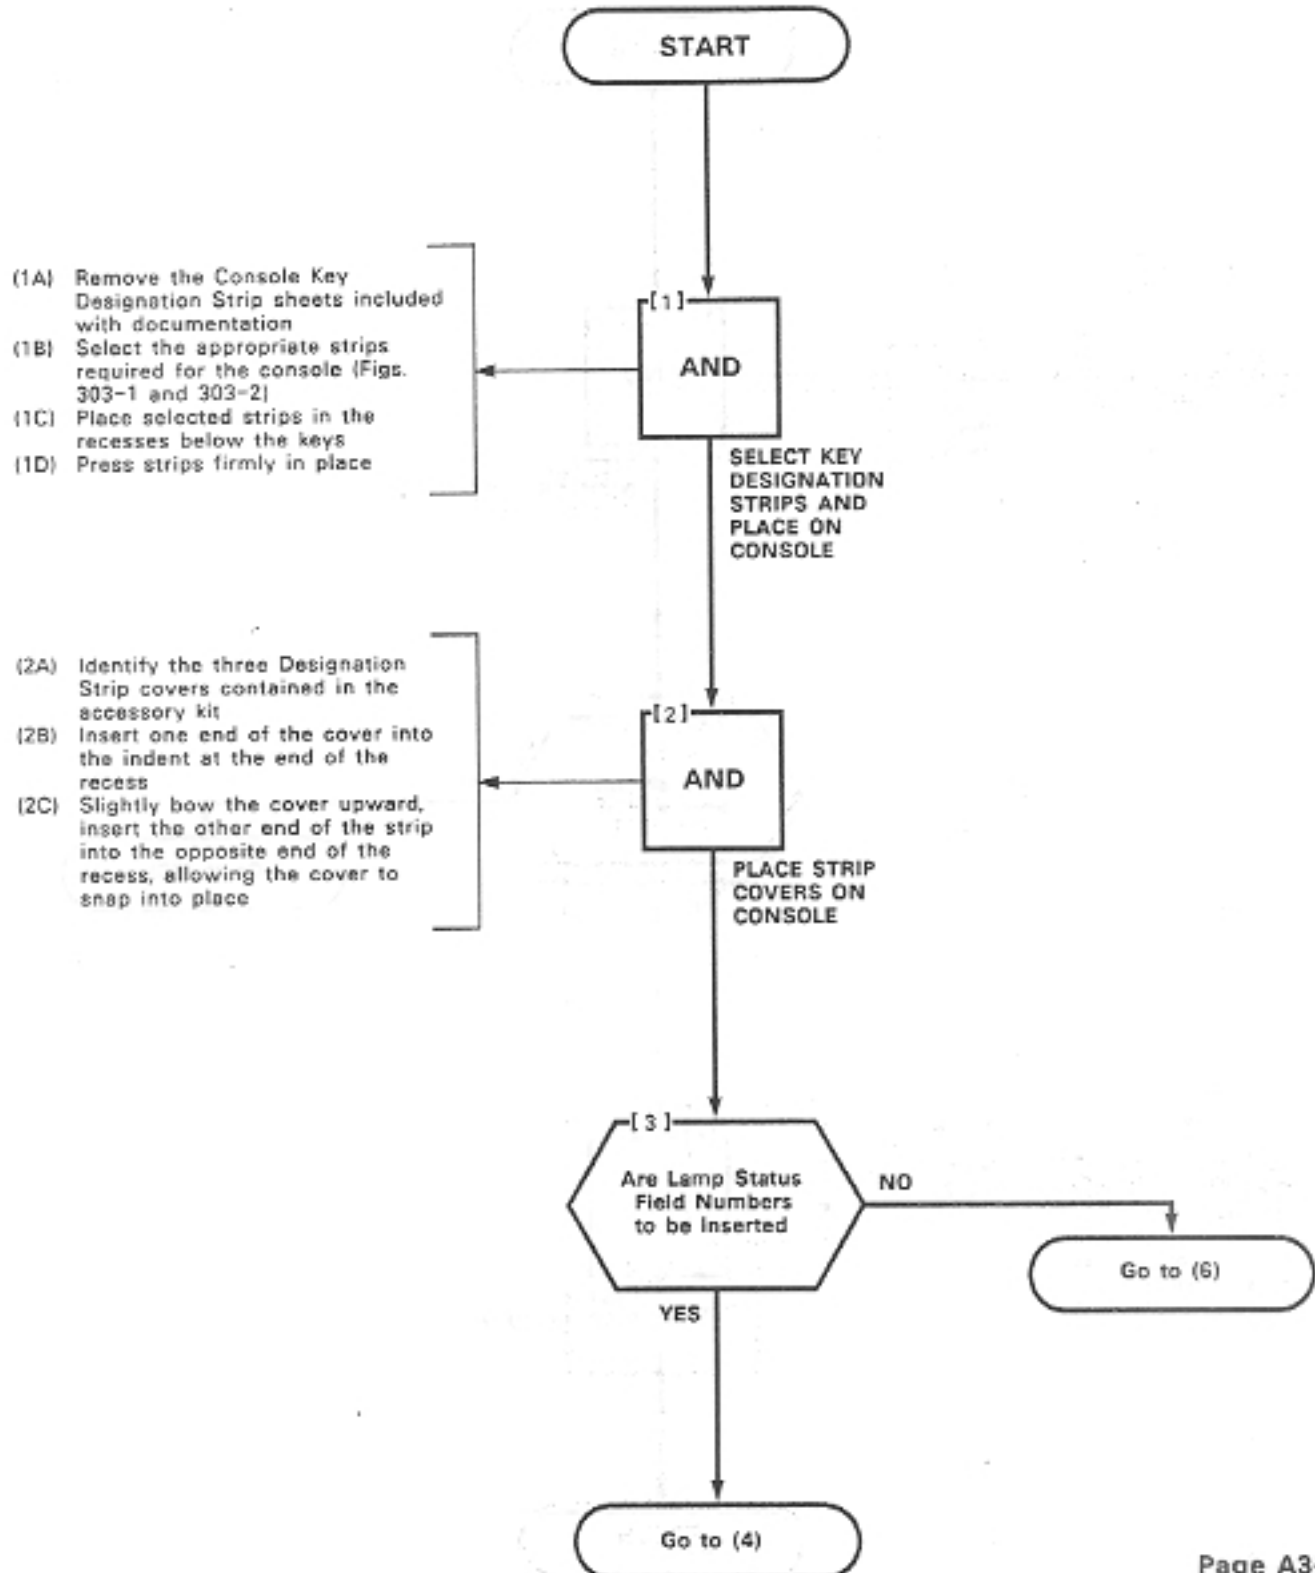 START
(1A) Remove the Console Key
Designation Strip sheets included
with documentation
(1B) Select the appropriate strips
required for the console (Figs.
303-1 and 303-2)
(1C) Place selected strips in the
recesses below the keys
(1D) Press strips firmly in place
[1]
AND
SELECT KEY
DESIGNATION
STRIPS AND
PLACE ON
CONSOLE
(2A) Identify the three Designation
Strip covers contained in the
accessory kit
(2B) Insert one end of the cover into
the indent at the end of the
recess
(2C) Slightly bow the cover upward,
insert the other end of the strip
into the opposite end of the
recess, allowing the cover to
snap into place
[2]
AND
PLACE STRIP
COVERS ON
CONSOLE
[3]
Are Lamp Status
Field Numbers
to be Inserted
NO
Go to (6)
YES
Go to (4)
Page A3